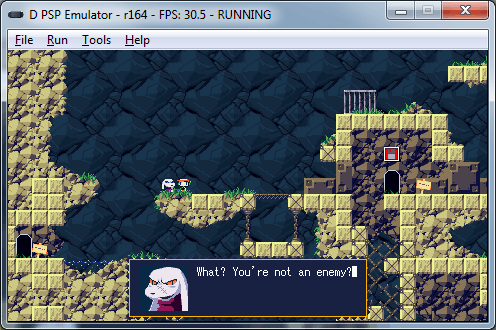 D PSP Emulator - r164 - FPS: 30.5 - RUNNING
File Run Tools Help
What? You're not an enemy?